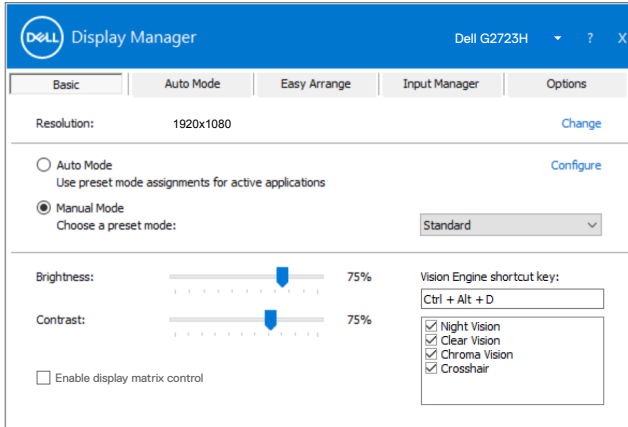 DELL Display Manager Dell G2723H ? X
Basic Auto Mode Easy Arrange Input Manager Options
Resolution: 1920x1080 Change
Auto Mode Configure
Use preset mode assignments for active applications
Manual Mode
Choose a preset mode: Standard
Brightness: 75% Vision Engine shortcut key:
Ctrl + Alt + D
Contrast: 75%
Night Vision
Clear Vision
Chroma Vision
Crosshair
Enable display matrix control